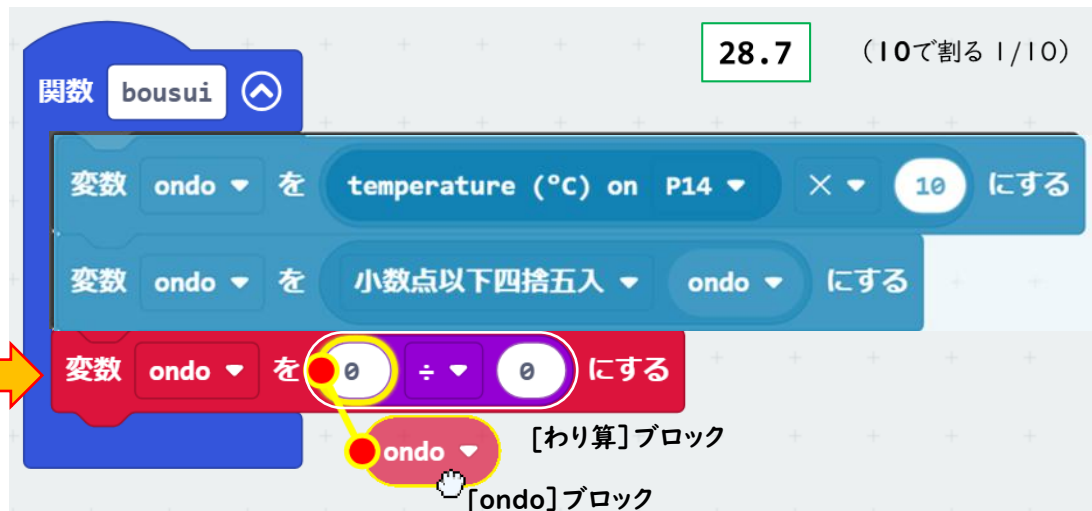 28.7 （10で割る 1/10）
関数 bousui
変数 ondo を temperature (°C) on P14 × 10 にする
変数 ondo を 小数点以下四捨五入 ondo にする
変数 ondo を 0 ÷ 0 にする
ondo [わり算]ブロック
[ondo]ブロック